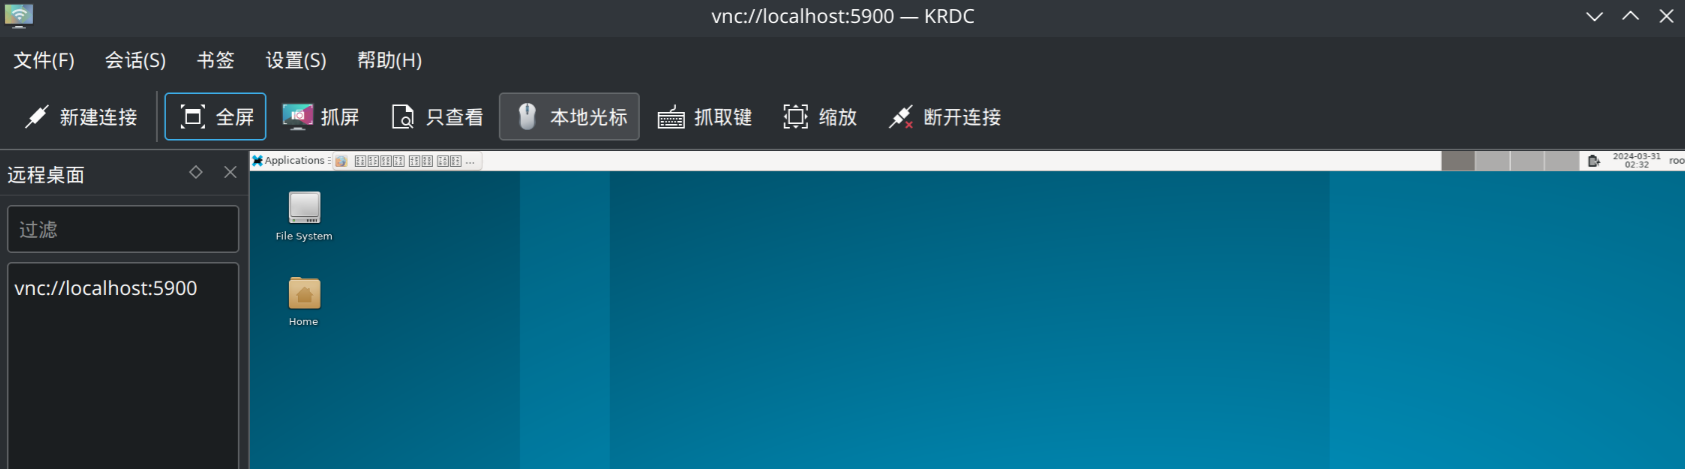 vnc://localhost:5900 — KRDC
文件(F) 会话(S) 书签 设置(S) 帮助(H)
新建连接 全屏 抓屏 只查看 本地光标 抓取键 缩放 断开连接
远程桌面
过滤
vnc://localhost:5900
Applications ...
2024-03-31
02:32
roo
File System
Home